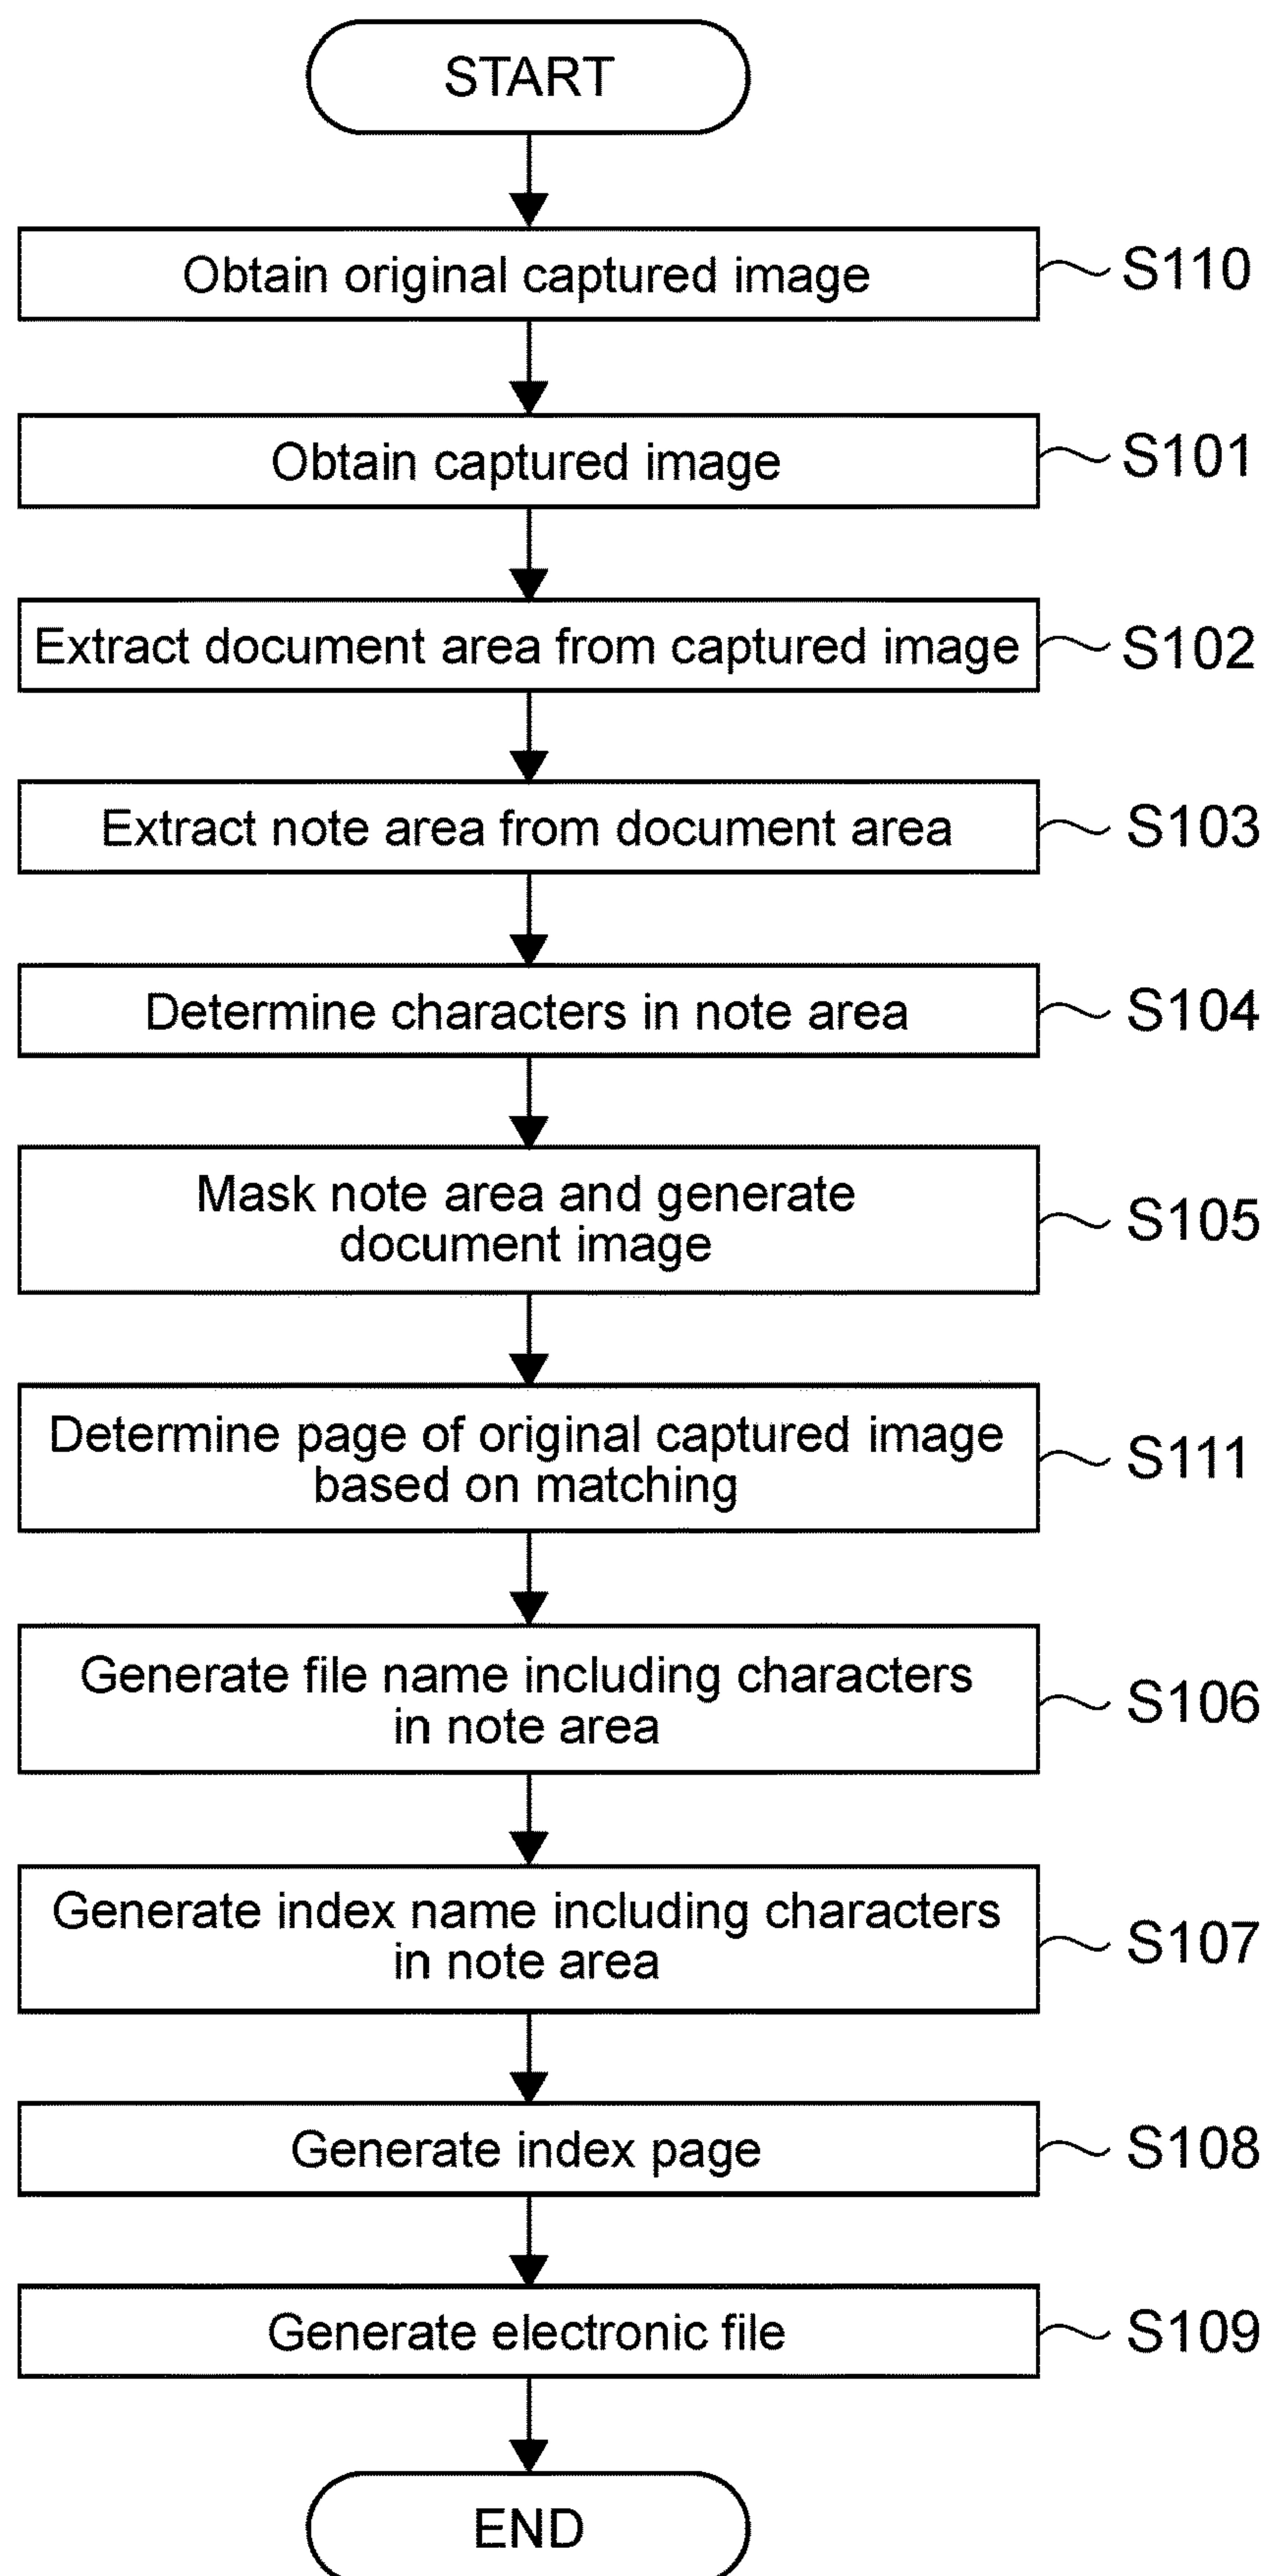 START
Obtain original captured image
S110
Obtain captured image
S101
Extract document area from captured image
S102
Extract note area from document area
S103
Determine characters in note area
S104
Mask note area and generate
document image
S105
Determine page of original captured image
based on matching
S111
Generate file name including characters
in note area
S106
Generate index name including characters
in note area
S107
Generate index page
S108
Generate electronic file
S109
END